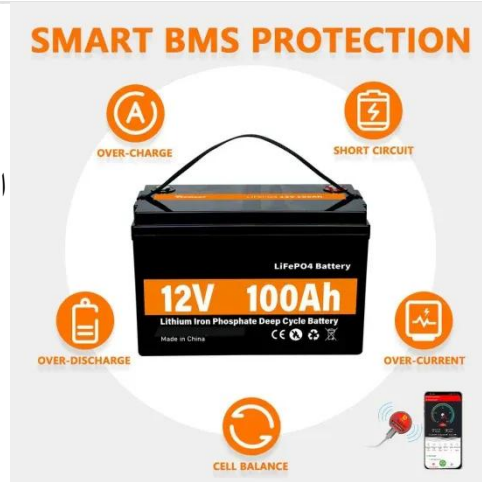 SMART BMS PROTECTION
OVER-CHARGE
SHORT CIRCUIT
LiFePO4 Battery
12V 100Ah
Lithium Iron Phosphate Deep Cycle Battery
Made in China
OVER-DISCHARGE
OVER-CURRENT
CELL BALANCE